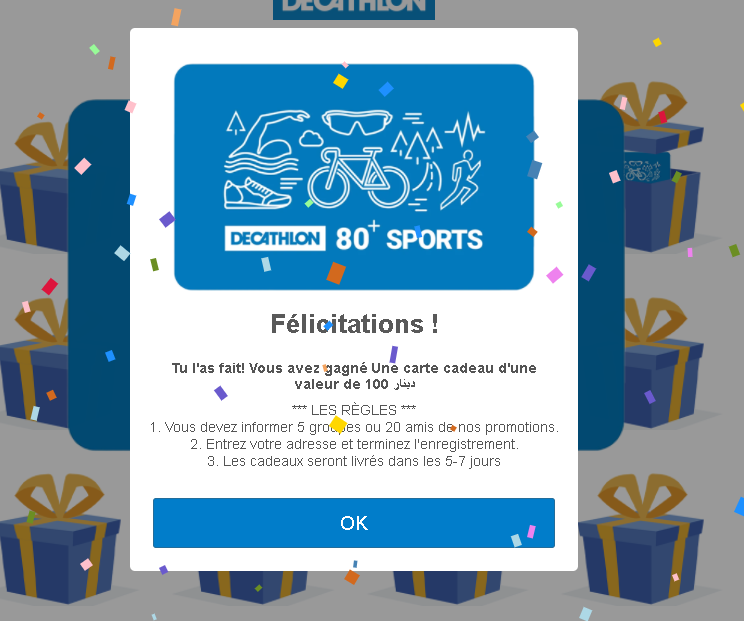 DECATHLON
DECATHLON 80+ SPORTS
Félicitations !
Tu l'as fait! Vous avez gagné Une carte cadeau d'une
valeur de 100 دينار
*** LES RÈGLES ***
1. Vous devez informer 5 groupes ou 20 amis de nos promotions.
2. Entrez votre adresse et terminez l'enregistrement.
3. Les cadeaux seront livrés dans les 5-7 jours
OK